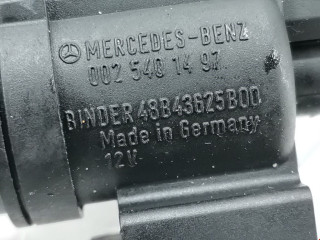 MERCEDES-BENZ
002 540 14 97
BINDER 43B43625B00
Made in Germany
12V